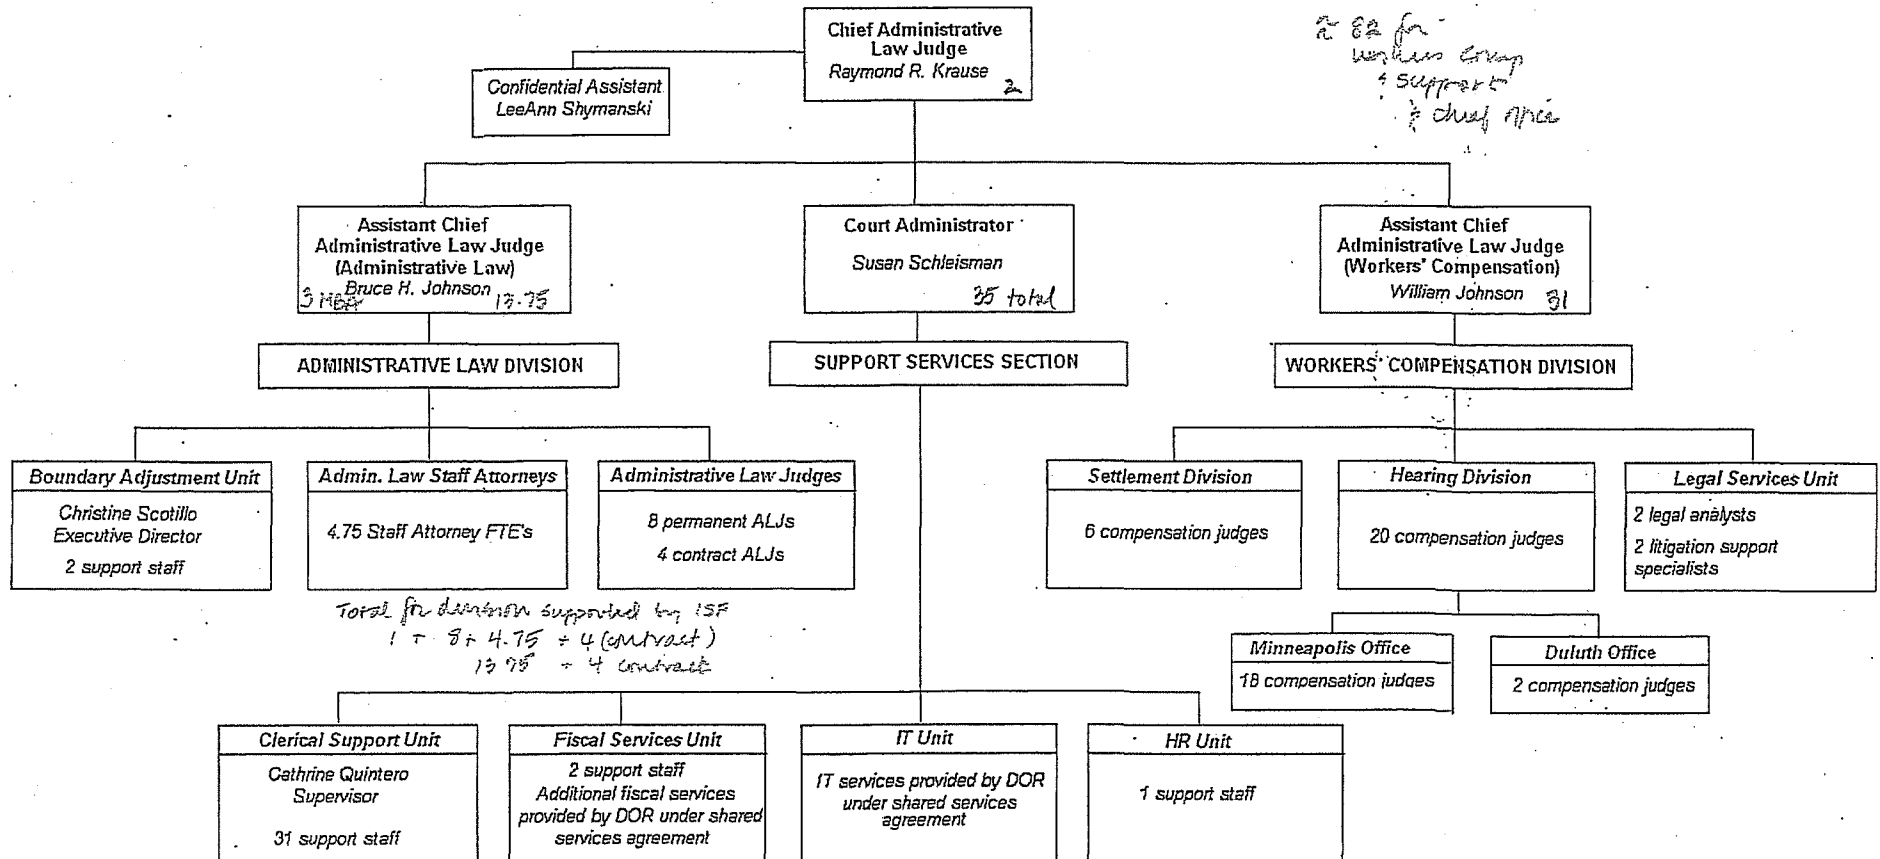 Chief Administrative
Law Judge
Raymond R. Krause
2
≈ 82 for
workers comp
& support
& chief office
Confidential Assistant
LeeAnn Shymanski
Assistant Chief
Administrative Law Judge
(Administrative Law)
Bruce H. Johnson
3 MBA 13.75
Court Administrator
Susan Schleisman
35 total
Assistant Chief
Administrative Law Judge
(Workers' Compensation)
William Johnson
31
ADMINISTRATIVE LAW DIVISION
SUPPORT SERVICES SECTION
WORKERS' COMPENSATION DIVISION
Boundary Adjustment Unit
Christine Scotillo
Executive Director
2 support staff
Admin. Law Staff Attorneys
4.75 Staff Attorney FTE's
Administrative Law Judges
8 permanent ALJs
4 contract ALJs
Settlement Division
6 compensation judges
Hearing Division
20 compensation judges
Legal Services Unit
2 legal analysts
2 litigation support
specialists
Total for division supported by ISF
1 + 8 + 4.75 + 4 (contract)
13.75 + 4 contract
Minneapolis Office
18 compensation judges
Duluth Office
2 compensation judges
Clerical Support Unit
Cathrine Quintero
Supervisor
31 support staff
Fiscal Services Unit
2 support staff
Additional fiscal services
provided by DOR under shared
services agreement
IT Unit
IT services provided by DOR
under shared services
agreement
HR Unit
1 support staff